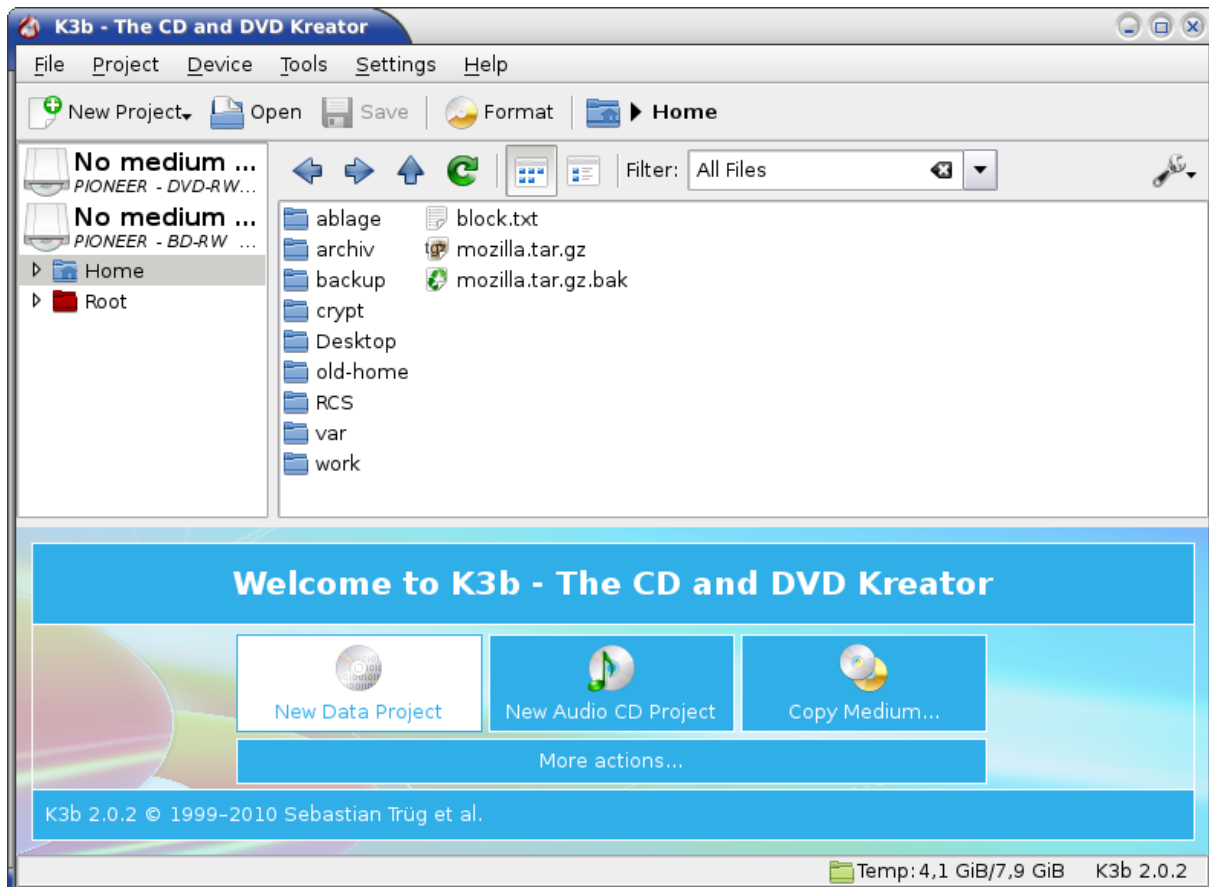 K3b - The CD and DVD Kreator
File Project Device Tools Settings Help
New Project Open Save Format Home
No medium ...
PIONEER - DVD-RW...
No medium ...
PIONEER - BD-RW ...
Home
Root
Filter: All Files
ablage
archiv
backup
crypt
Desktop
old-home
RCS
var
work
block.txt
mozilla.tar.gz
mozilla.tar.gz.bak
Welcome to K3b - The CD and DVD Kreator
New Data Project New Audio CD Project Copy Medium...
More actions...
K3b 2.0.2 © 1999–2010 Sebastian Trüg et al.
Temp: 4,1 GiB/7,9 GiB K3b 2.0.2